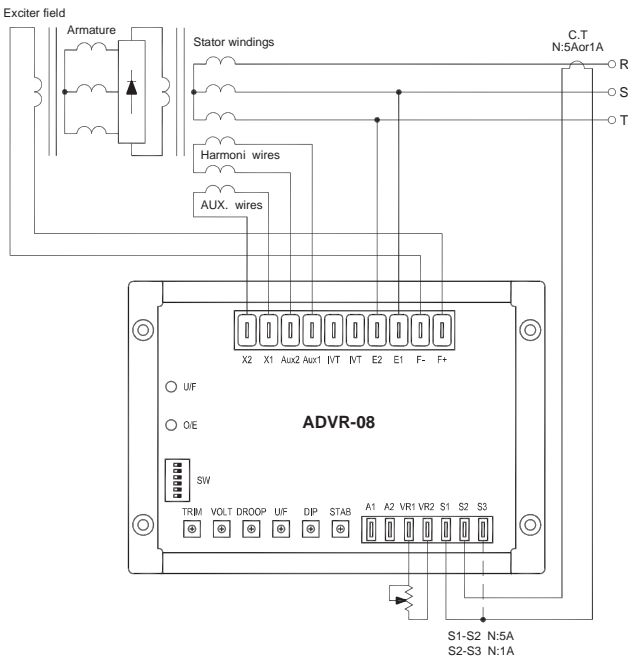 Exciter field
Armature
Stator windings
C.T
N:5Aor1A
R
S
T
Harmoni wires
AUX. wires
X2 X1 Aux2 Aux1 IVT IVT E2 E1 F- F+
U/F
O/E
ADVR-08
SW
TRIM VOLT DROOP U/F DIP STAB
A1 A2 VR1 VR2 S1 S2 S3
S1-S2 N:5A
S2-S3 N:1A